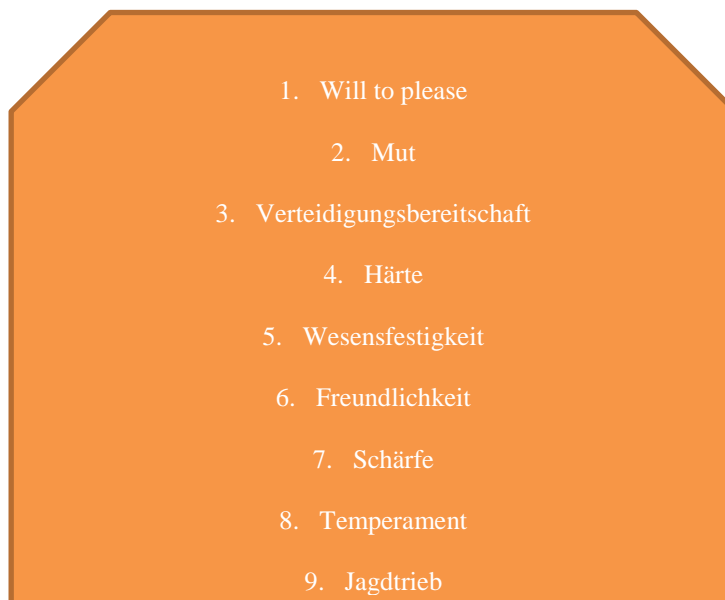 1. Will to please
2. Mut
3. Verteidigungsbereitschaft
4. Härte
5. Wesensfestigkeit
6. Freundlichkeit
7. Schärfe
8. Temperament
9. Jagdtrieb